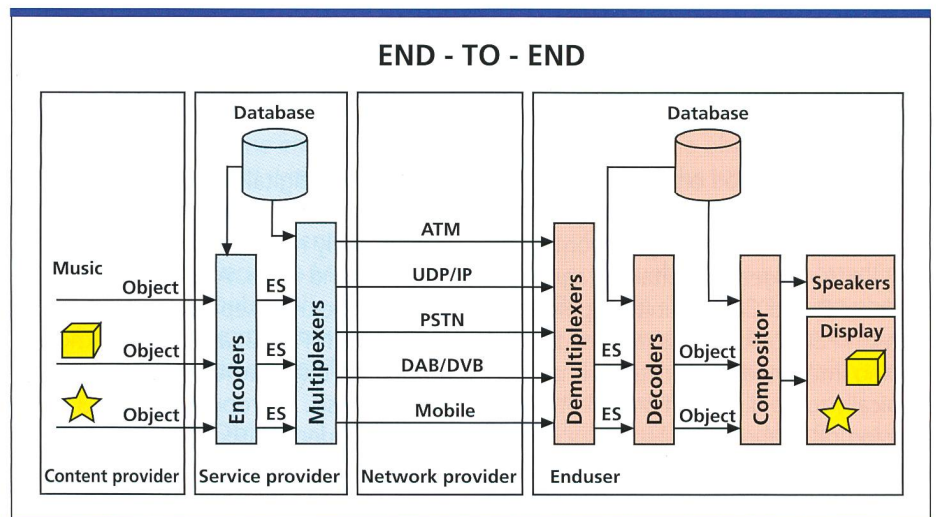 END - TO - END
Database
Database
ATM
Music
UDP/IP
Object
ES
Speakers
PSTN
Display
Object
ES
ES
Object
DAB/DVB
Encoders
Multiplexers
Demultiplexers
Decoders
Compositor
Mobile
Object
ES
ES
Object
Content provider
Service provider
Network provider
Enduser